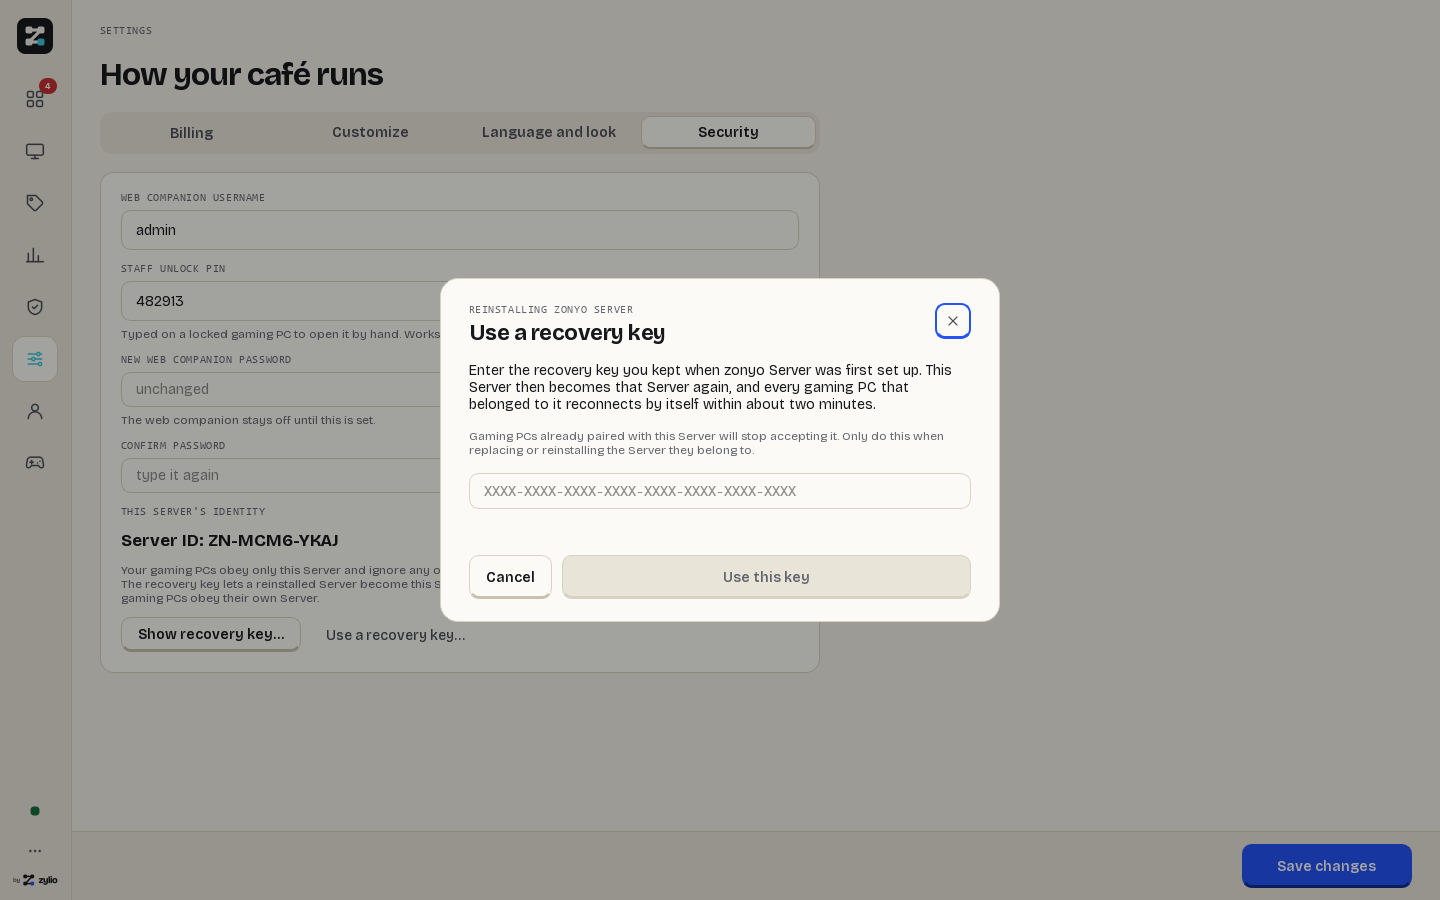 SETTINGS
How your café runs
4
Billing
Customize
Language and look
Security
WEB COMPANION USERNAME
admin
STAFF UNLOCK PIN
482913
Typed on a locked gaming PC to open it by hand. Works
NEW WEB COMPANION PASSWORD
unchanged
The web companion stays off until this is set.
CONFIRM PASSWORD
type it again
THIS SERVER'S IDENTITY
Server ID: ZN-MCM6-YKAJ
Your gaming PCs obey only this Server and ignore any o
The recovery key lets a reinstalled Server become this S
gaming PCs obey their own Server.
Show recovery key...
Use a recovery key...
REINSTALLING ZONYO SERVER
Use a recovery key
Enter the recovery key you kept when zonyo Server was first set up. This
Server then becomes that Server again, and every gaming PC that
belonged to it reconnects by itself within about two minutes.
Gaming PCs already paired with this Server will stop accepting it. Only do this when
replacing or reinstalling the Server they belong to.
XXXX-XXXX-XXXX-XXXX-XXXX-XXXX-XXXX-XXXX
Cancel
Use this key
by zylio
Save changes